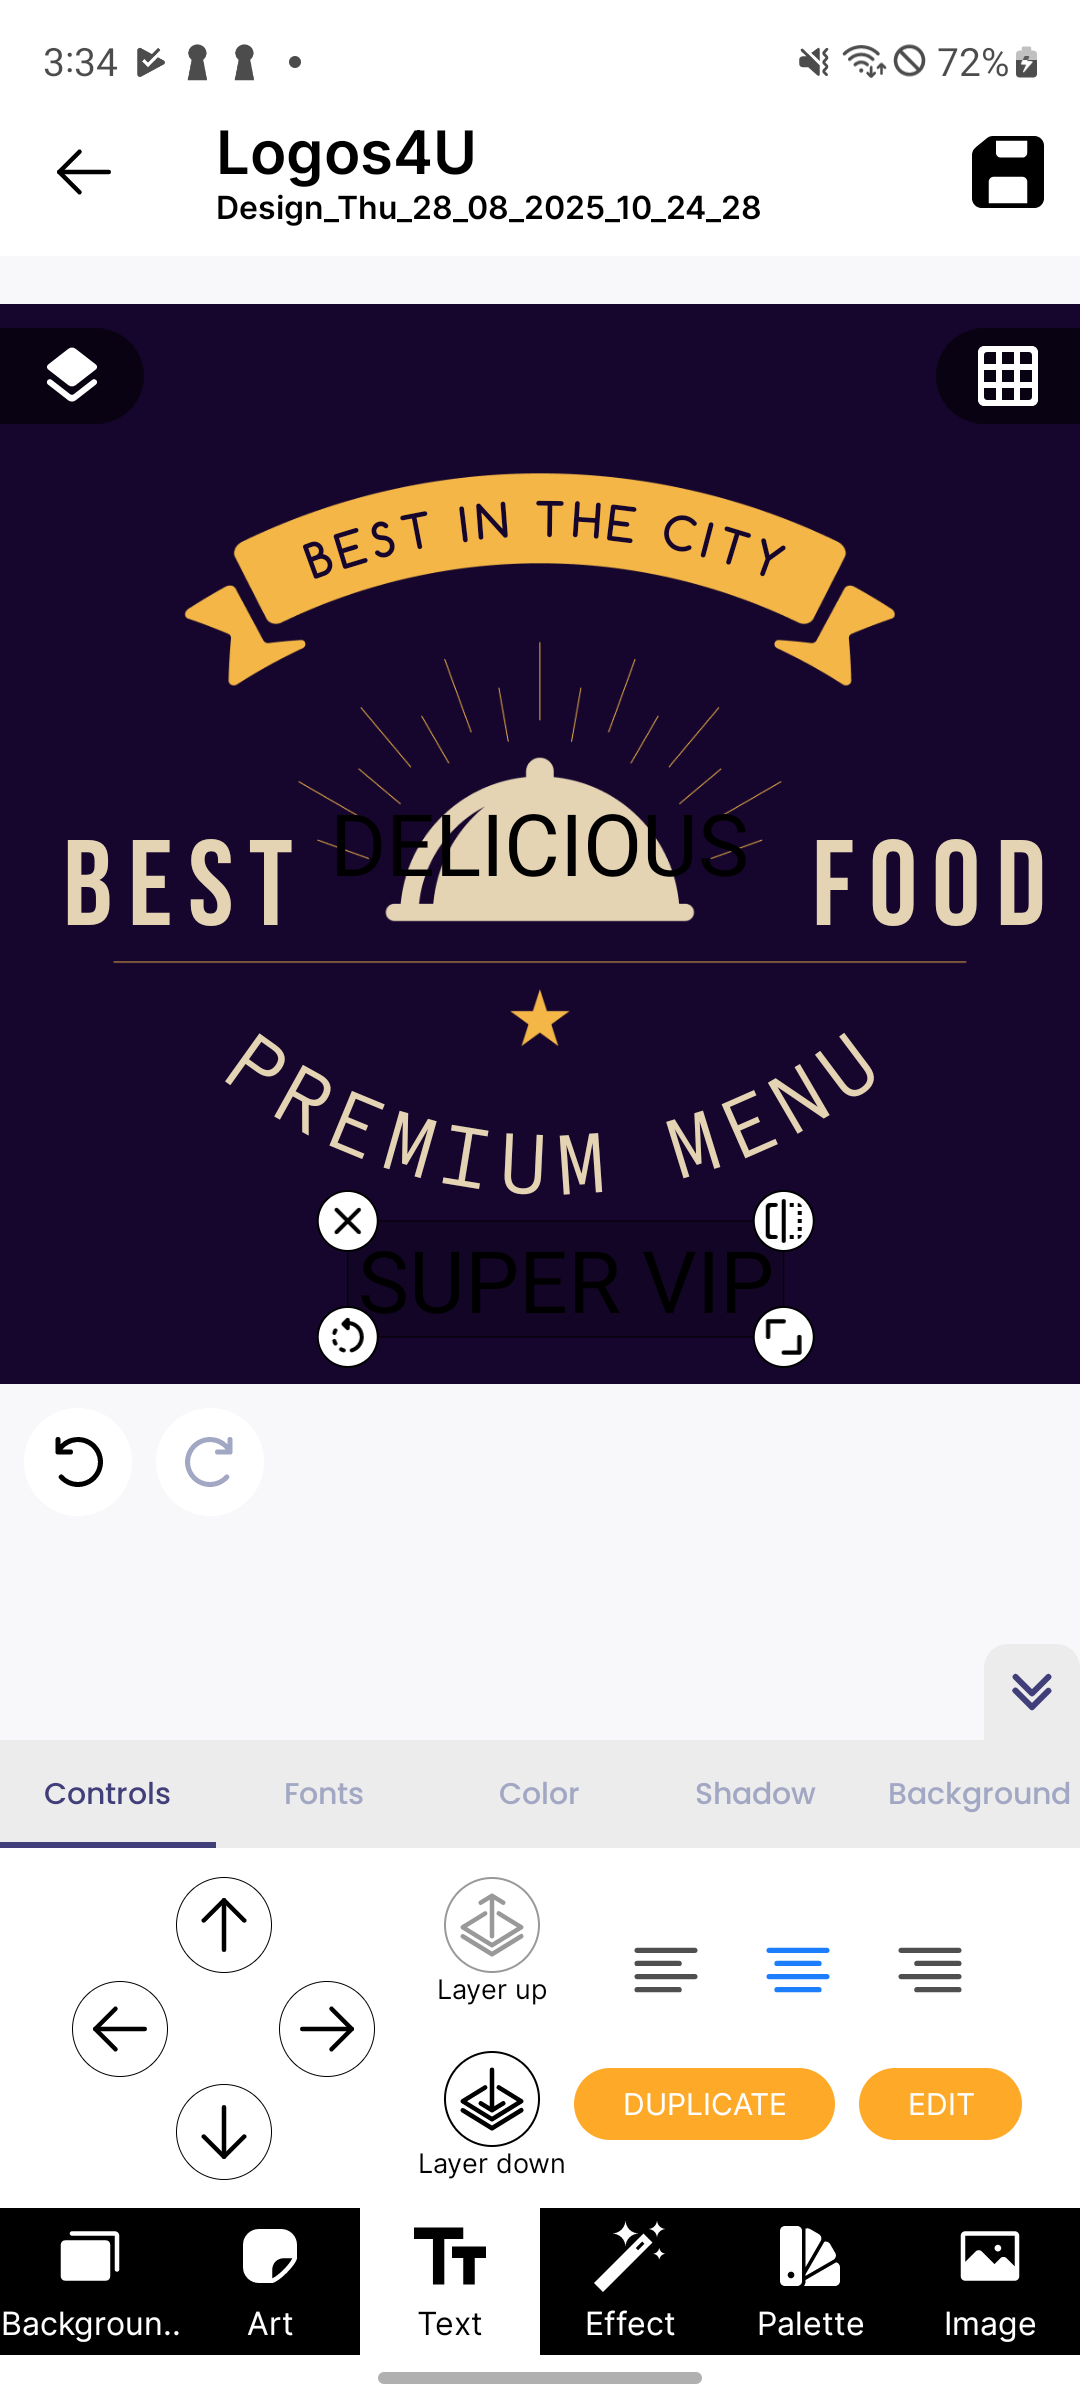 3:34
72%
Logos4U
Design_Thu_28_08_2025_10_24_28
BEST IN THE CITY
DELICIOUS
BEST FOOD
PREMIUM MENU
SUPER VIP
Controls Fonts Color Shadow Background
Layer up
Layer down
DUPLICATE EDIT
Backgroun.. Art Text Effect Palette Image